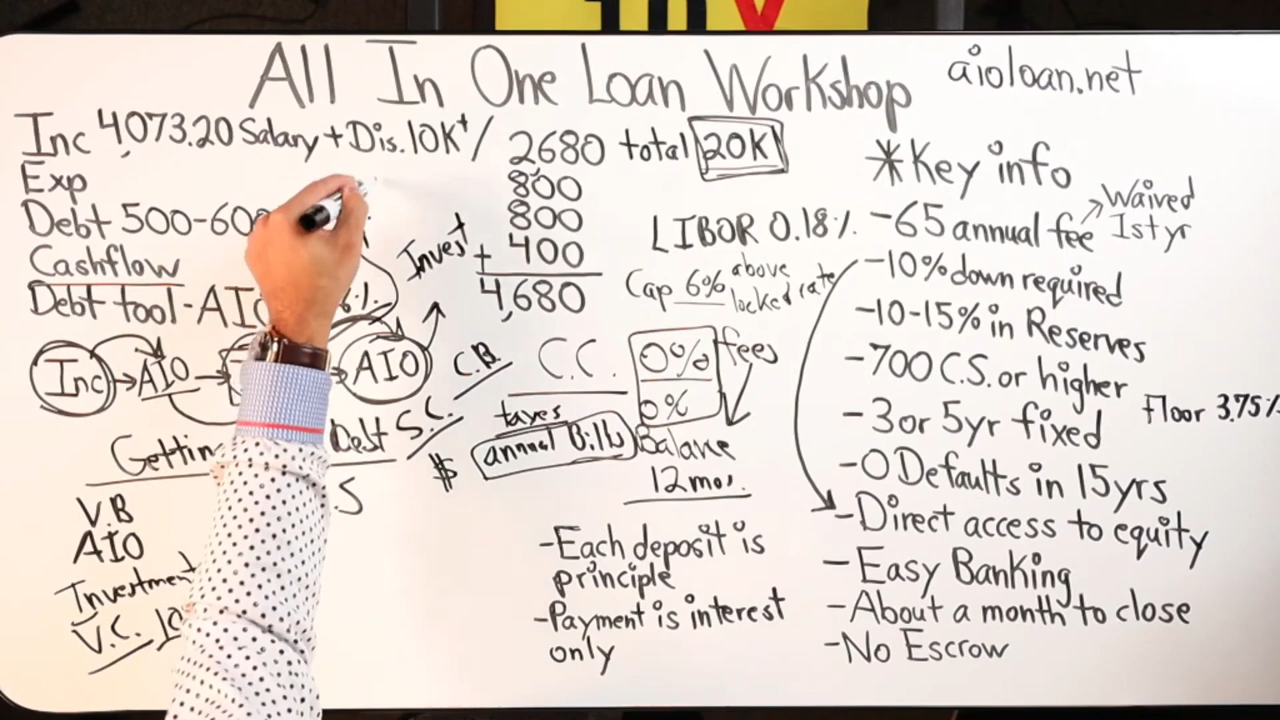 All In One Loan Workshop
aioloan.net
Inc 4,073.20 Salary + Dis. 10K+ / 2680 total 20K
Exp
800
Debt 500-600
800
Cashflow
Invest + 400
Debt tool-AIO
4,680
LIBOR 0.18%
Cap 6% above locked rate
Inc
AIO
AIO
C.B.
C.C.
0%
0%
fees
Debt S.C.
$
taxes
annual Bills
Balance
12mos.
V.B
AIO
Investment
V.C.
-Each deposit is
principle
-Payment is interest
only
*Key info
-65 annual fee
Waived
1st yr
-10% down required
-10-15% in Reserves
-700 C.S. or higher
Floor 3.75%
-3 or 5yr fixed
-0 Defaults in 15yrs
-Direct access to equity
-Easy Banking
-About a month to close
-No Escrow